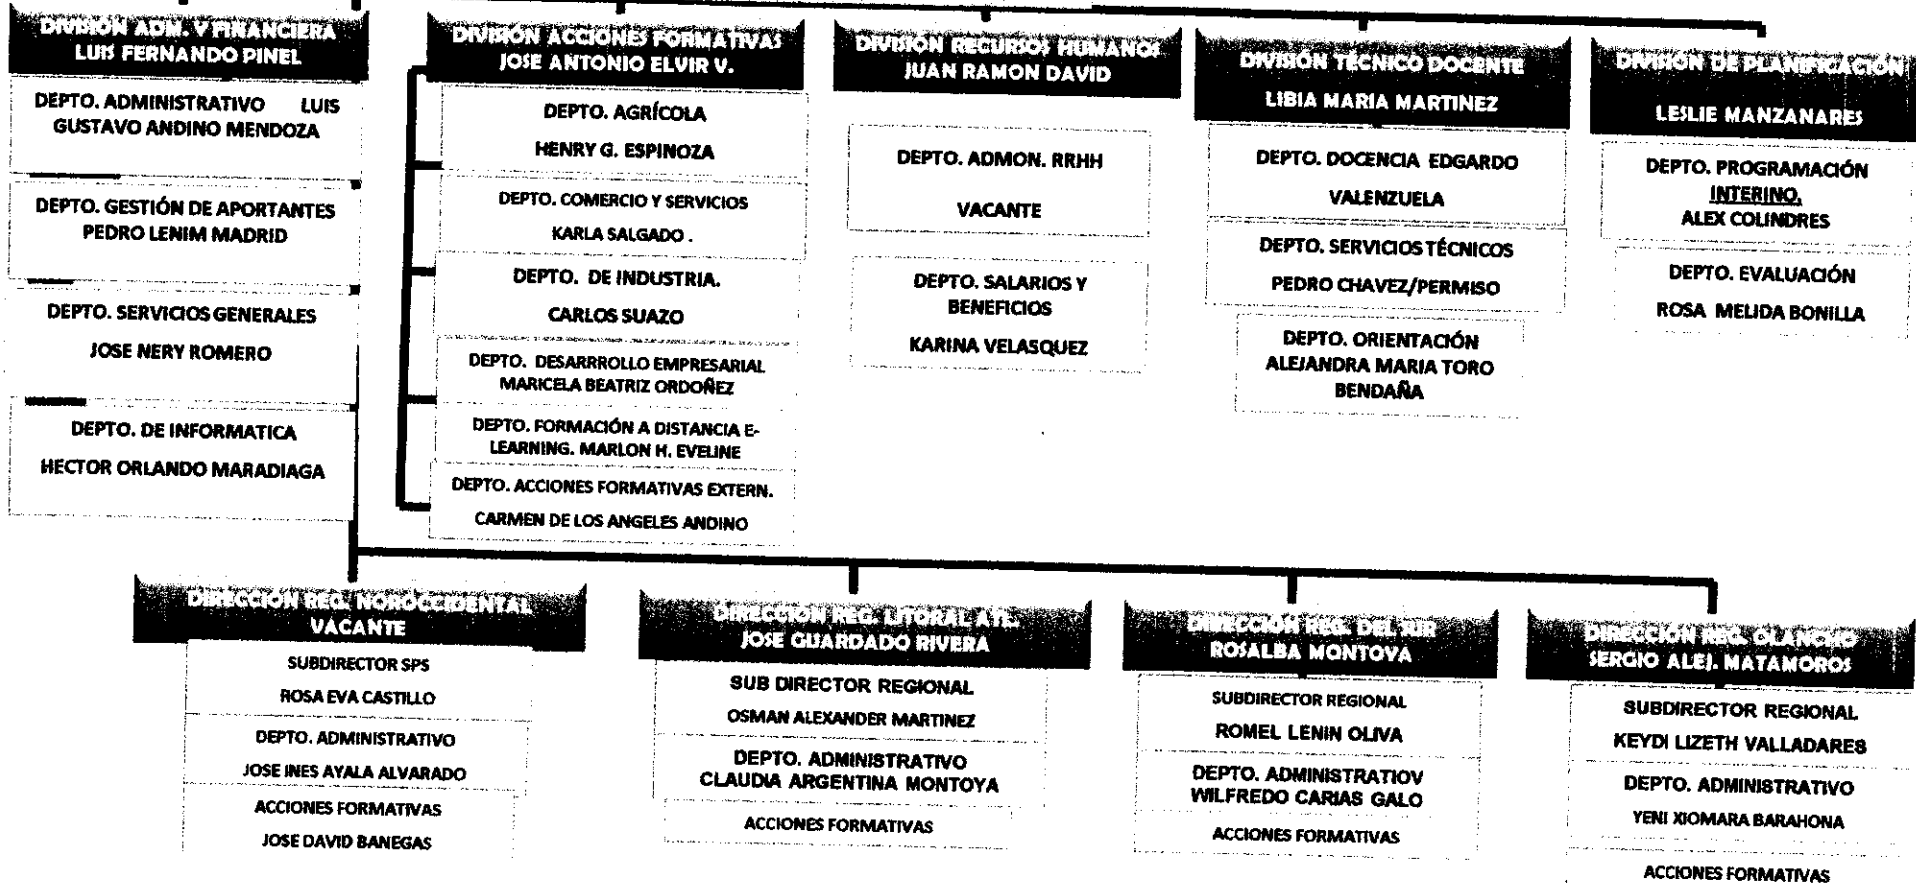 DIVISIÓN ADM. Y FINANCIERA
LUIS FERNANDO PINEL
DEPTO. ADMINISTRATIVO LUIS
GUSTAVO ANDINO MENDOZA
DEPTO. GESTIÓN DE APORTANTES
PEDRO LENIM MADRID
DEPTO. SERVICIOS GENERALES
JOSE NERY ROMERO
DEPTO. DE INFORMATICA
HECTOR ORLANDO MARADIAGA
DIVISIÓN ACCIONES FORMATIVAS
JOSE ANTONIO ELVIR V.
DEPTO. AGRÍCOLA
HENRY G. ESPINOZA
DEPTO. COMERCIO Y SERVICIOS
KARLA SALGADO .
DEPTO. DE INDUSTRIA.
CARLOS SUAZO
DEPTO. DESARRROLLO EMPRESARIAL
MARICELA BEATRIZ ORDOÑEZ
DEPTO. FORMACIÓN A DISTANCIA E-
LEARNING. MARLON H. EVELINE
DEPTO. ACCIONES FORMATIVAS EXTERN.
CARMEN DE LOS ANGELES ANDINO
DIVISIÓN RECURSOS HUMANOS
JUAN RAMON DAVID
DEPTO. ADMON. RRHH
VACANTE
DEPTO. SALARIOS Y
BENEFICIOS
KARINA VELASQUEZ
DIVISIÓN TÉCNICO DOCENTE
LIBIA MARIA MARTINEZ
DEPTO. DOCENCIA EDGARDO
VALENZUELA
DEPTO. SERVICIOS TÉCNICOS
PEDRO CHAVEZ/PERMISO
DEPTO. ORIENTACIÓN
ALEJANDRA MARIA TORO
BENDAÑA
DIVISIÓN DE PLANIFICACIÓN
LESLIE MANZANARES
DEPTO. PROGRAMACIÓN
INTERINO,
ALEX COLINDRES
DEPTO. EVALUACIÓN
ROSA MELIDA BONILLA
DIRECCIÓN REG. NOROCCIDENTAL
VACANTE
SUBDIRECTOR SPS
ROSA EVA CASTILLO
DEPTO. ADMINISTRATIVO
JOSE INES AYALA ALVARADO
ACCIONES FORMATIVAS
JOSE DAVID BANEGAS
DIRECCIÓN REG. LITORAL ATL.
JOSE GUARDADO RIVERA
SUB DIRECTOR REGIONAL
OSMAN ALEXANDER MARTINEZ
DEPTO. ADMINISTRATIVO
CLAUDIA ARGENTINA MONTOYA
ACCIONES FORMATIVAS
DIRECCIÓN REG. DEL SUR
ROSALBA MONTOYA
SUBDIRECTOR REGIONAL
ROMEL LENIN OLIVA
DEPTO. ADMINISTRATIOV
WILFREDO CARIAS GALO
ACCIONES FORMATIVAS
DIRECCIÓN REG. OLANCHO
SERGIO ALEJ. MATAMOROS
SUBDIRECTOR REGIONAL
KEYDI LIZETH VALLADARES
DEPTO. ADMINISTRATIVO
YENI XIOMARA BARAHONA
ACCIONES FORMATIVAS